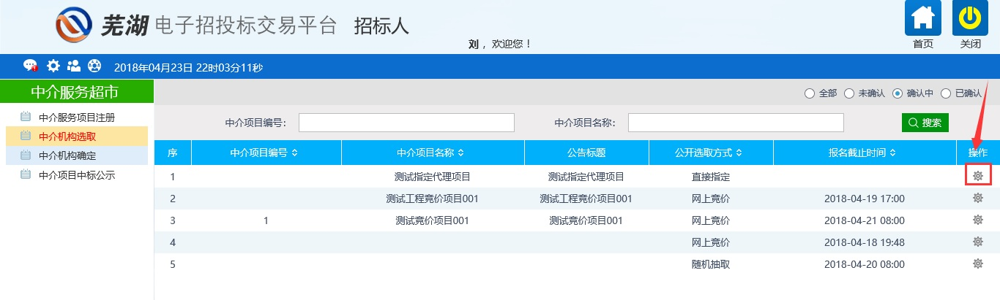 芜湖 电子招投标交易平台 招标人
刘 ，欢迎您！
首页 关闭
2018年04月23日 22时03分11秒
中介服务超市
全部 未确认 确认中 已确认
中介服务项目注册
中介机构选取
中介机构确定
中介项目中标公示
中介项目编号： 中介项目名称： 搜索
序 中介项目编号 中介项目名称 公告标题 公开选取方式 报名截止时间 操作
1 测试指定代理项目 测试指定代理项目 直接指定
2 测试工程竞价项目001 测试工程竞价项目001 网上竞价 2018-04-19 17:00
3 1 测试竞价项目001 测试竞价项目001 网上竞价 2018-04-21 08:00
4 网上竞价 2018-04-18 19:48
5 随机抽取 2018-04-20 08:00